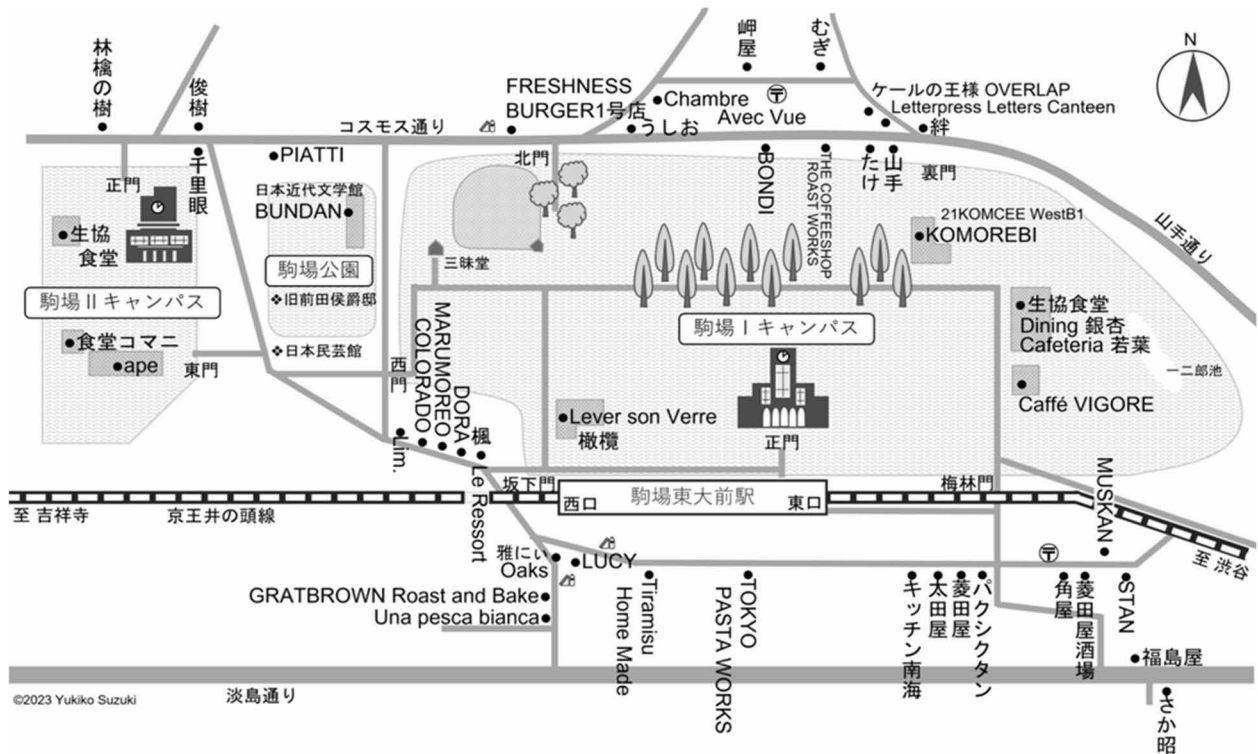 林檎の樹
俊樹
千里眼
コスモス通り
FRESHNESS
BURGER1号店
岬屋
むぎ
N
Chambre
Avec Vue
〒
うしお
ケールの王様 OVERLAP
Letterpress Letters Canteen
絆
正門
PIATTI
北門
BONDI
THE COFFEESHOP
ROAST WORKS
たけ
山手
裏門
山手通り
生協
食堂
日本近代文学館
BUNDAN
駒場公園
❖旧前田侯爵邸
❖日本民芸館
三昧堂
21KOMCEE WestB1
KOMOREBI
駒場Ⅱキャンパス
駒場Ⅰキャンパス
生協食堂
Dining 銀杏
Cafeteria 若葉
一二郎池
食堂コマニ
ape
東門
西門
Caffé VIGORE
Lim.
COLORADO
MARUMOREO
DORA
楓
Le Ressort
Lever son Verre
橄欖
正門
坂下門
西口
駒場東大前駅
東口
梅林門
MUSKAN
至 吉祥寺
京王井の頭線
至 渋谷
雅にぃ
Oaks
LUCY
〒
GRATBROWN Roast and Bake
Una pesca bianca
Tiramisu
Home Made
TOKYO
PASTA WORKS
キッチン南海
太田屋
菱田屋
パクシクタン
角屋
菱田屋酒場
STAN
福島屋
さか昭
淡島通り
©2023 Yukiko Suzuki